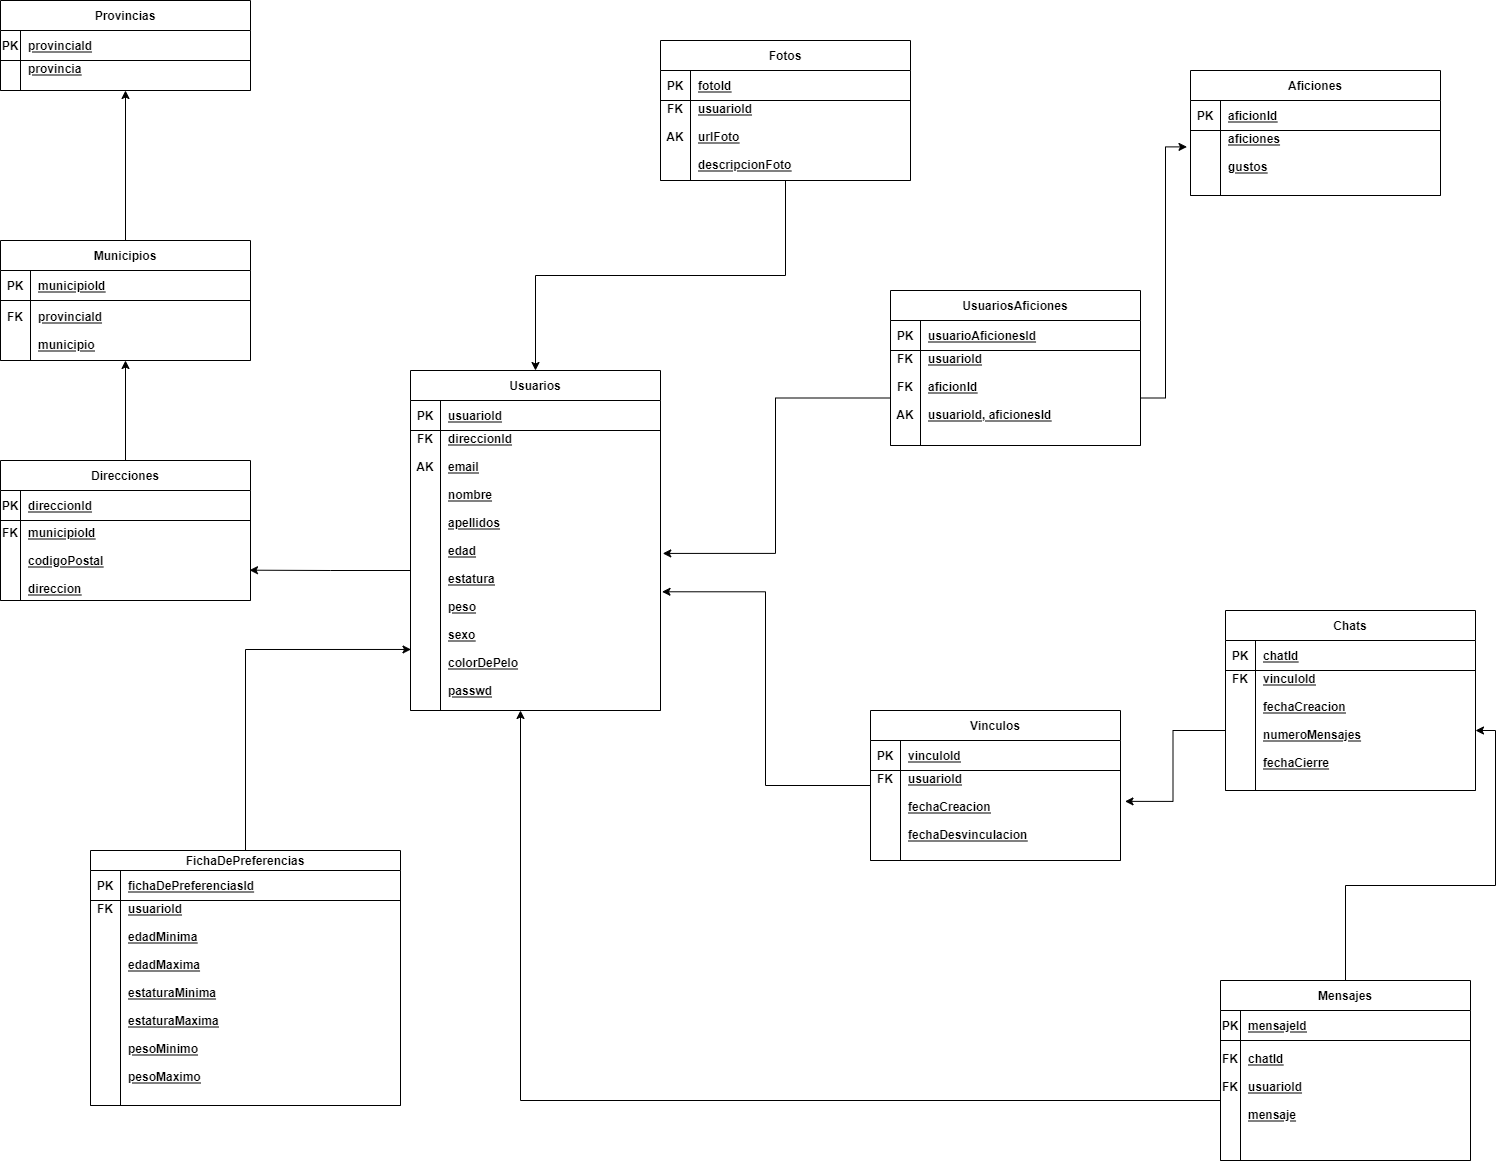 Provincias
PK provinciaId
provincia
Fotos
PK fotoId
FK usuarioId
AK urlFoto
descripcionFoto
Aficiones
PK aficionId
aficiones
gustos
Municipios
PK municipioId
FK provinciaId
municipio
UsuariosAficiones
PK usuarioAficionesId
FK usuarioId
FK aficionId
AK usuarioId, aficionesId
Usuarios
PK usuarioId
FK direccionId
AK email
nombre
apellidos
edad
estatura
peso
sexo
colorDePelo
passwd
Direcciones
PK direccionId
FK municipioId
codigoPostal
direccion
Chats
PK chatId
FK vinculoId
fechaCreacion
numeroMensajes
fechaCierre
Vinculos
PK vinculoId
FK usuarioId
fechaCreacion
fechaDesvinculacion
FichaDePreferencias
PK fichaDePreferenciasId
FK usuarioId
edadMinima
edadMaxima
estaturaMinima
estaturaMaxima
pesoMinimo
pesoMaximo
Mensajes
PK mensajeId
FK chatId
FK usuarioId
mensaje